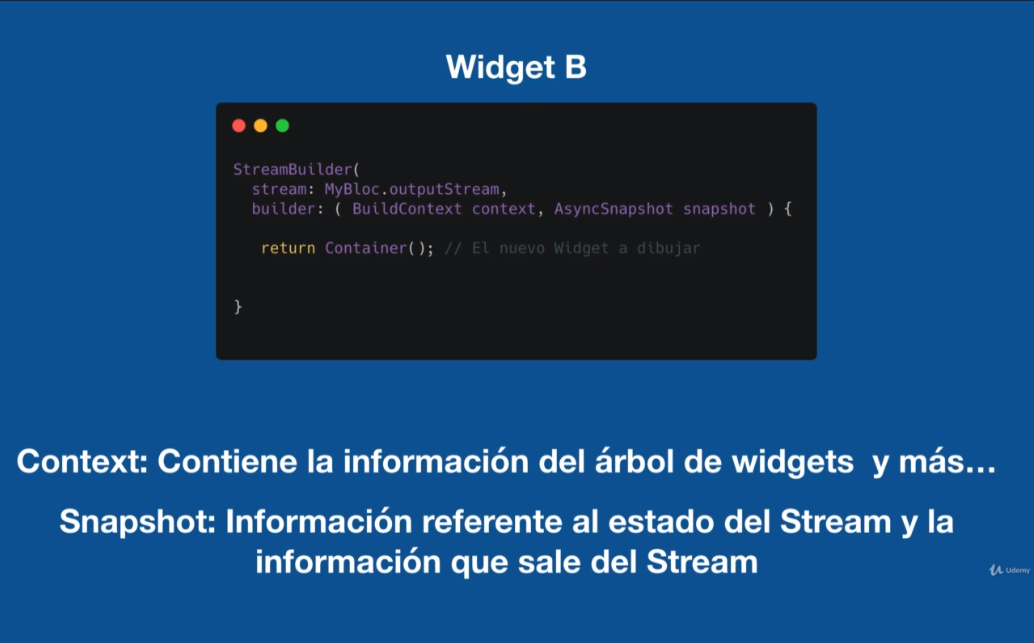 Widget B
StreamBuilder(
stream: MyBloc.outputStream,
builder: ( BuildContext context, AsyncSnapshot snapshot ) {
return Container(); // El nuevo Widget a dibujar
}
Context: Contiene la información del árbol de widgets  y más...
Snapshot: Información referente al estado del Stream y la
información que sale del Stream
Udemy